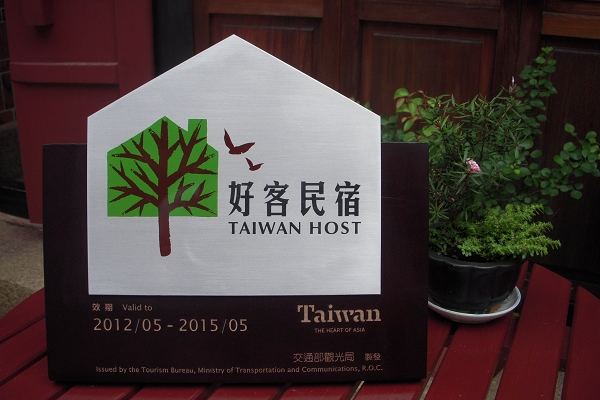 好客民宿
TAIWAN HOST
效期 Valid to
2012/05 - 2015/05
Taiwan
THE HEART OF ASIA
交通部觀光局 製發
Issued by the Tourism Bureau, Ministry of Transportation and Communications, R.O.C.